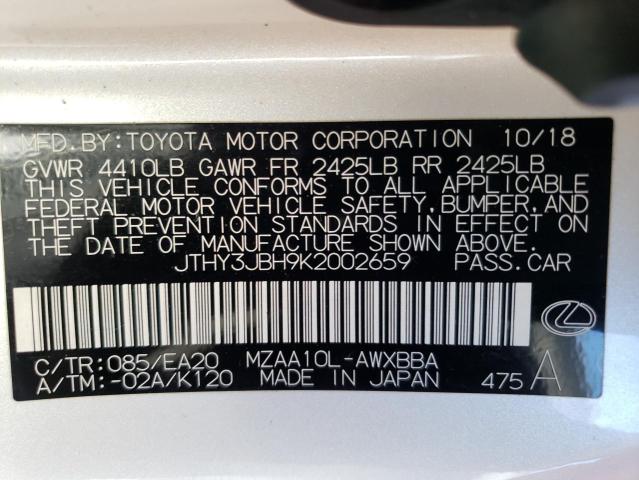 MFD.BY:TOYOTA MOTOR CORPORATION 10/18
GVWR 4410LB GAWR FR 2425LB RR 2425LB
THIS VEHICLE CONFORMS TO ALL APPLICABLE
FEDERAL MOTOR VEHICLE SAFETY,BUMPER,AND
THEFT PREVENTION STANDARDS IN EFFECT ON
THE DATE OF MANUFACTURE SHOWN ABOVE.
JTHY3JBH9K2002659 PASS.CAR
C/TR:085/EA20 MZAA10L-AWXBBA
A/TM:-02A/K120 MADE IN JAPAN 475 A